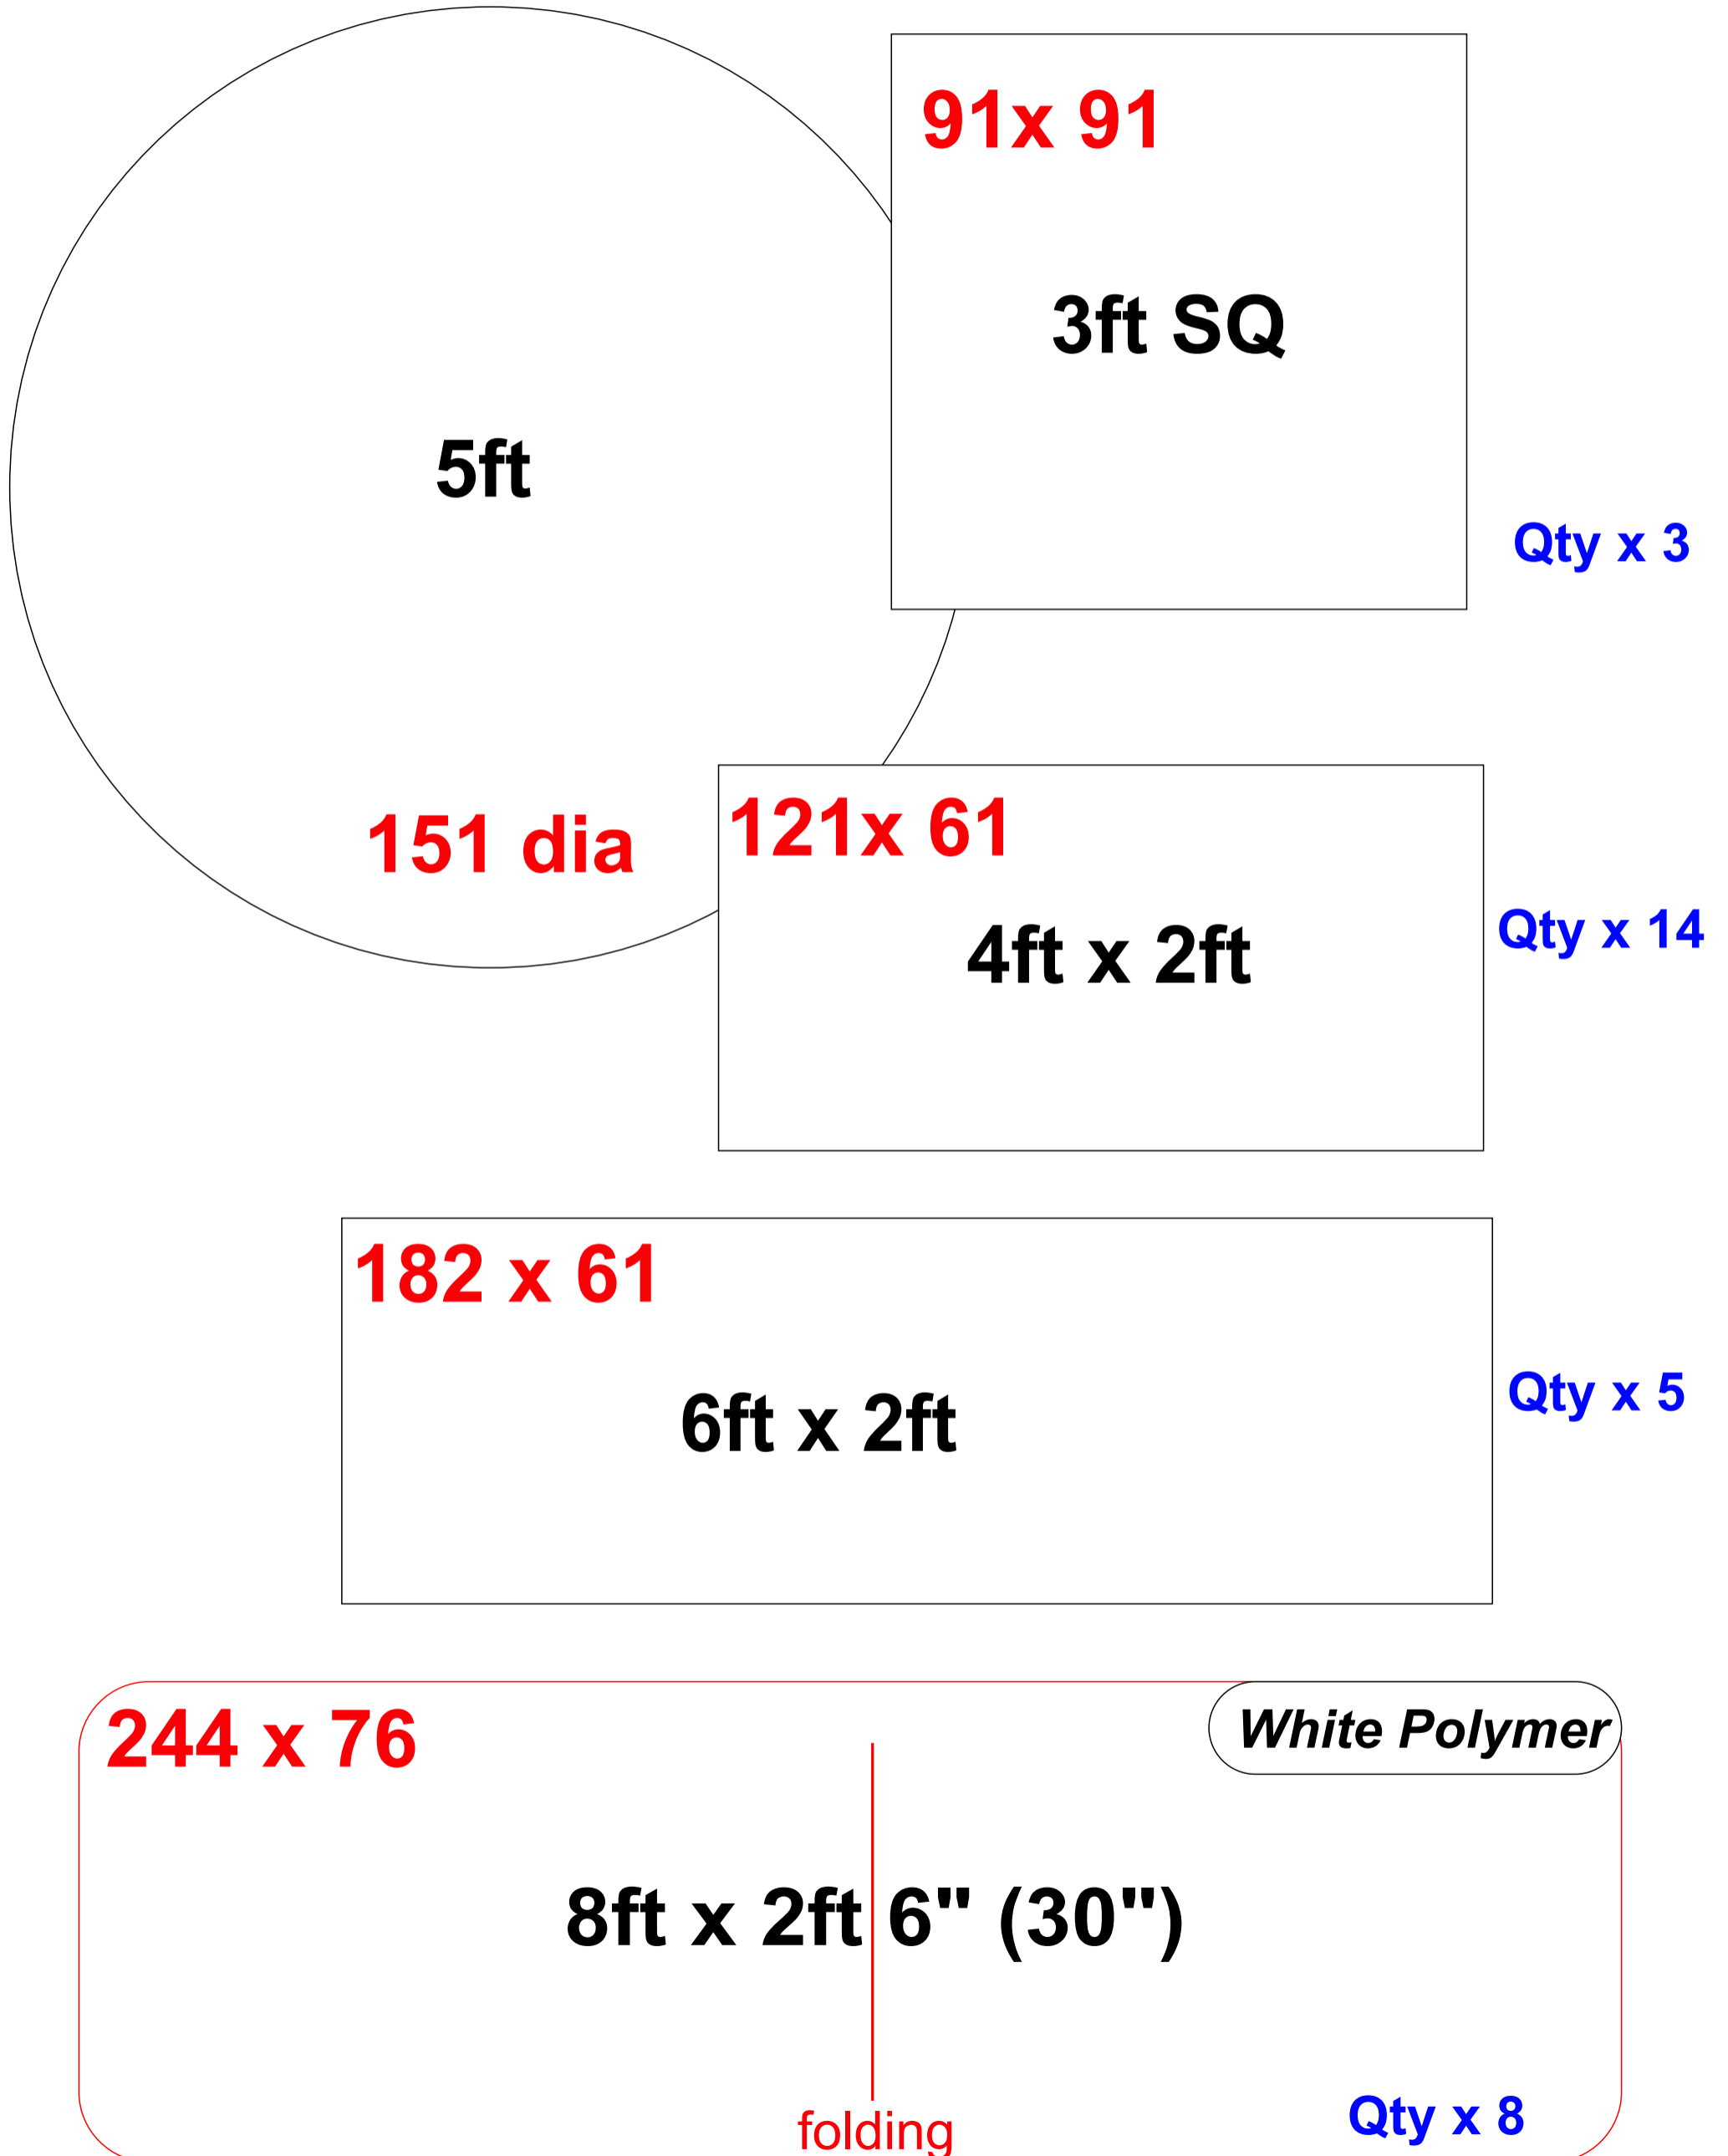 91x 91
3ft SQ
5ft
Qty x 3
151 dia
121x 61
4ft x 2ft
Qty x 14
182 x 61
6ft x 2ft
Qty x 5
244 x 76
White Polymer
8ft x 2ft 6" (30")
folding
Qty x 8